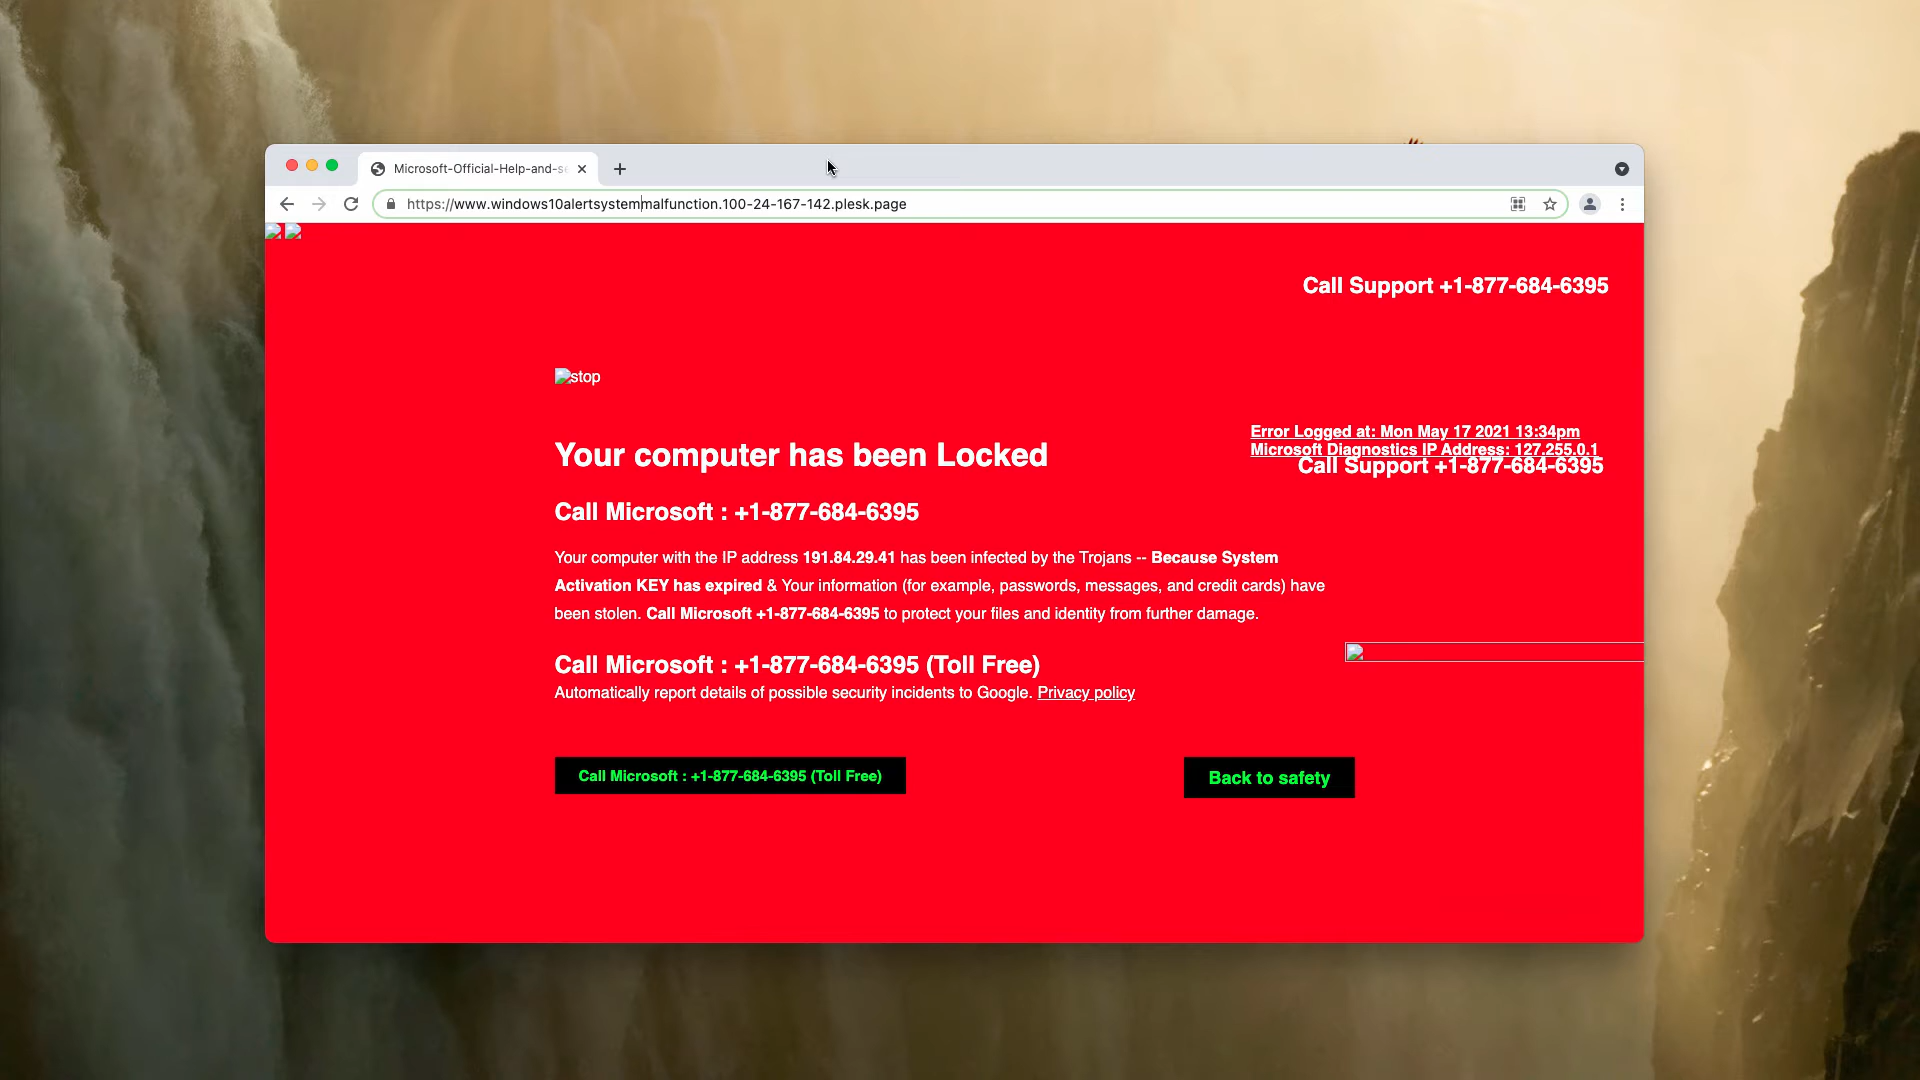 Microsoft-Official-Help-and-se
https://www.windows10alertsystemmalfunction.100-24-167-142.plesk.page
Call Support +1-877-684-6395
stop
Error Logged at: Mon May 17 2021 13:34pm
Microsoft Diagnostics IP Address: 127.255.0.1
Call Support +1-877-684-6395
Your computer has been Locked
Call Microsoft : +1-877-684-6395
Your computer with the IP address 191.84.29.41 has been infected by the Trojans -- Because System
Activation KEY has expired & Your information (for example, passwords, messages, and credit cards) have
been stolen. Call Microsoft +1-877-684-6395 to protect your files and identity from further damage.
Call Microsoft : +1-877-684-6395 (Toll Free)
Automatically report details of possible security incidents to Google. Privacy policy
Call Microsoft : +1-877-684-6395 (Toll Free)
Back to safety